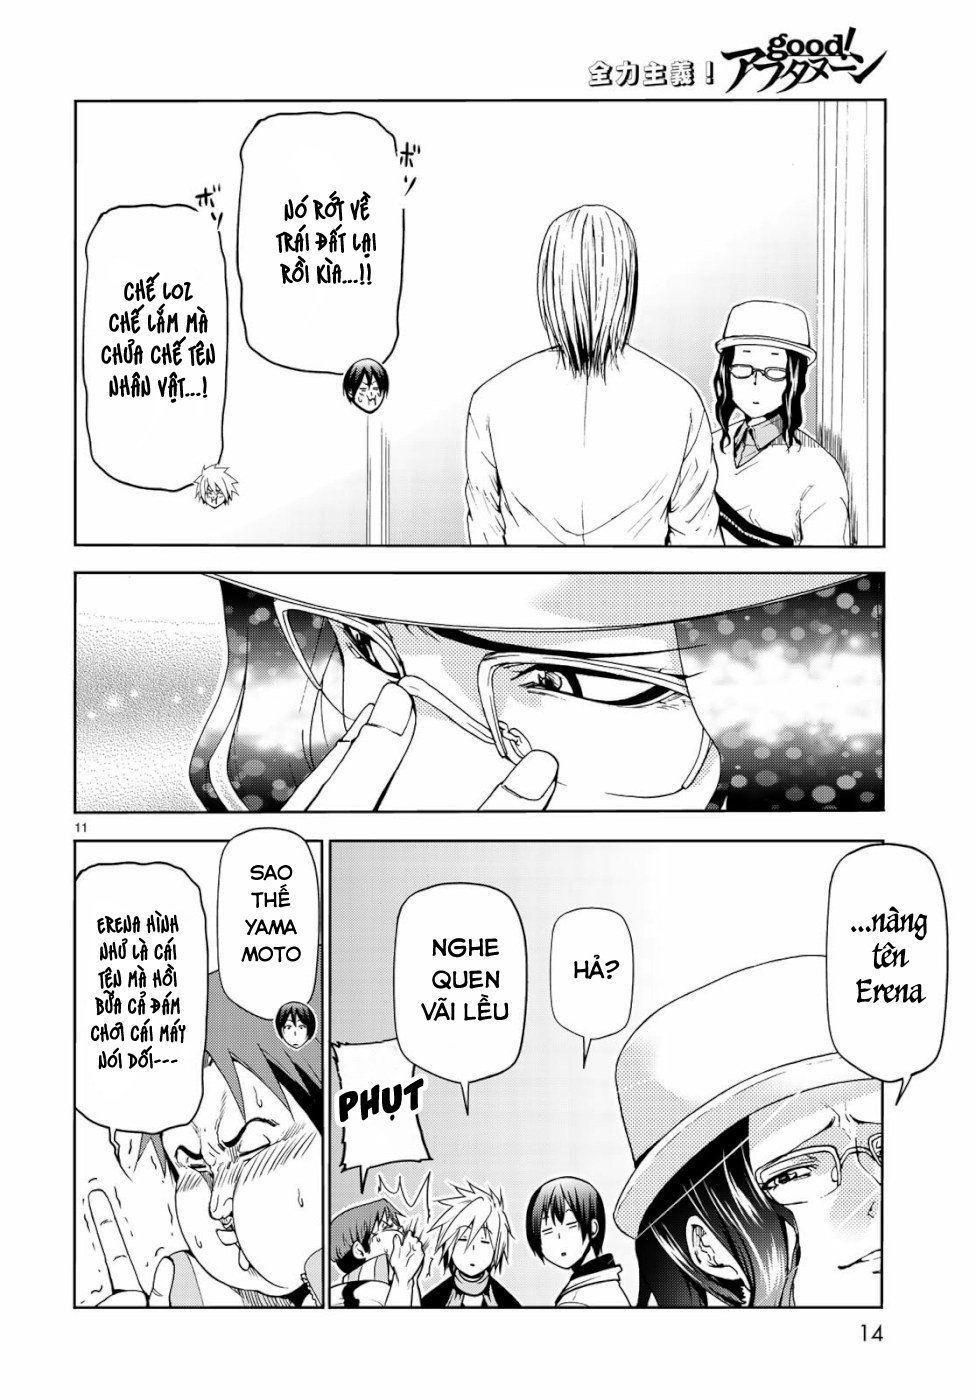 good!
全力主義！アフタヌーン
ボソ
NÓ RỚT VỀ
TRÁI ĐẤT LẠI
RỒI KÌA...!!
ボソ
CHẾ LOZ
CHẾ LẮM MÀ
CHƯA CHẾ TÊN
NHÂN VẬT...!
...nàng
tên
Erena
HẢ?
NGHE
QUEN
VÃI LỀU
PHỤT
SAO
THẾ
YAMA
MOTO
ERENA HÌNH
NHƯ LÀ CÁI
TÊN MÀ HỒI
BỮA CẢ ĐÁM
CHƠI CÁI MÁY
NÓI DỐI---
11
14